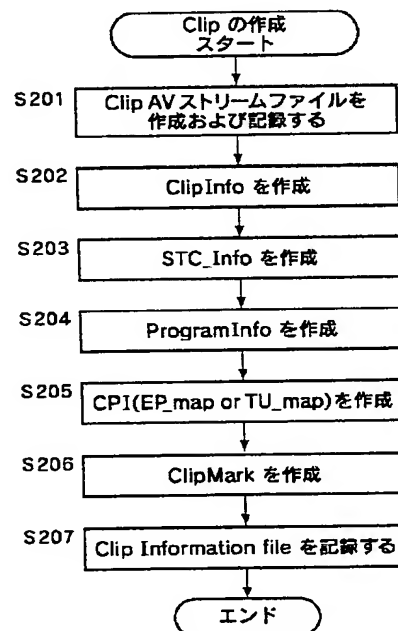 Clip の作成
スタート
S201
Clip AVストリームファイルを
作成および記録する
S202
ClipInfo を作成
S203
STC_Info を作成
S204
ProgramInfo を作成
S205
CPI(EP_map or TU_map)を作成
S206
ClipMark を作成
S207
Clip Information file を記録する
エンド